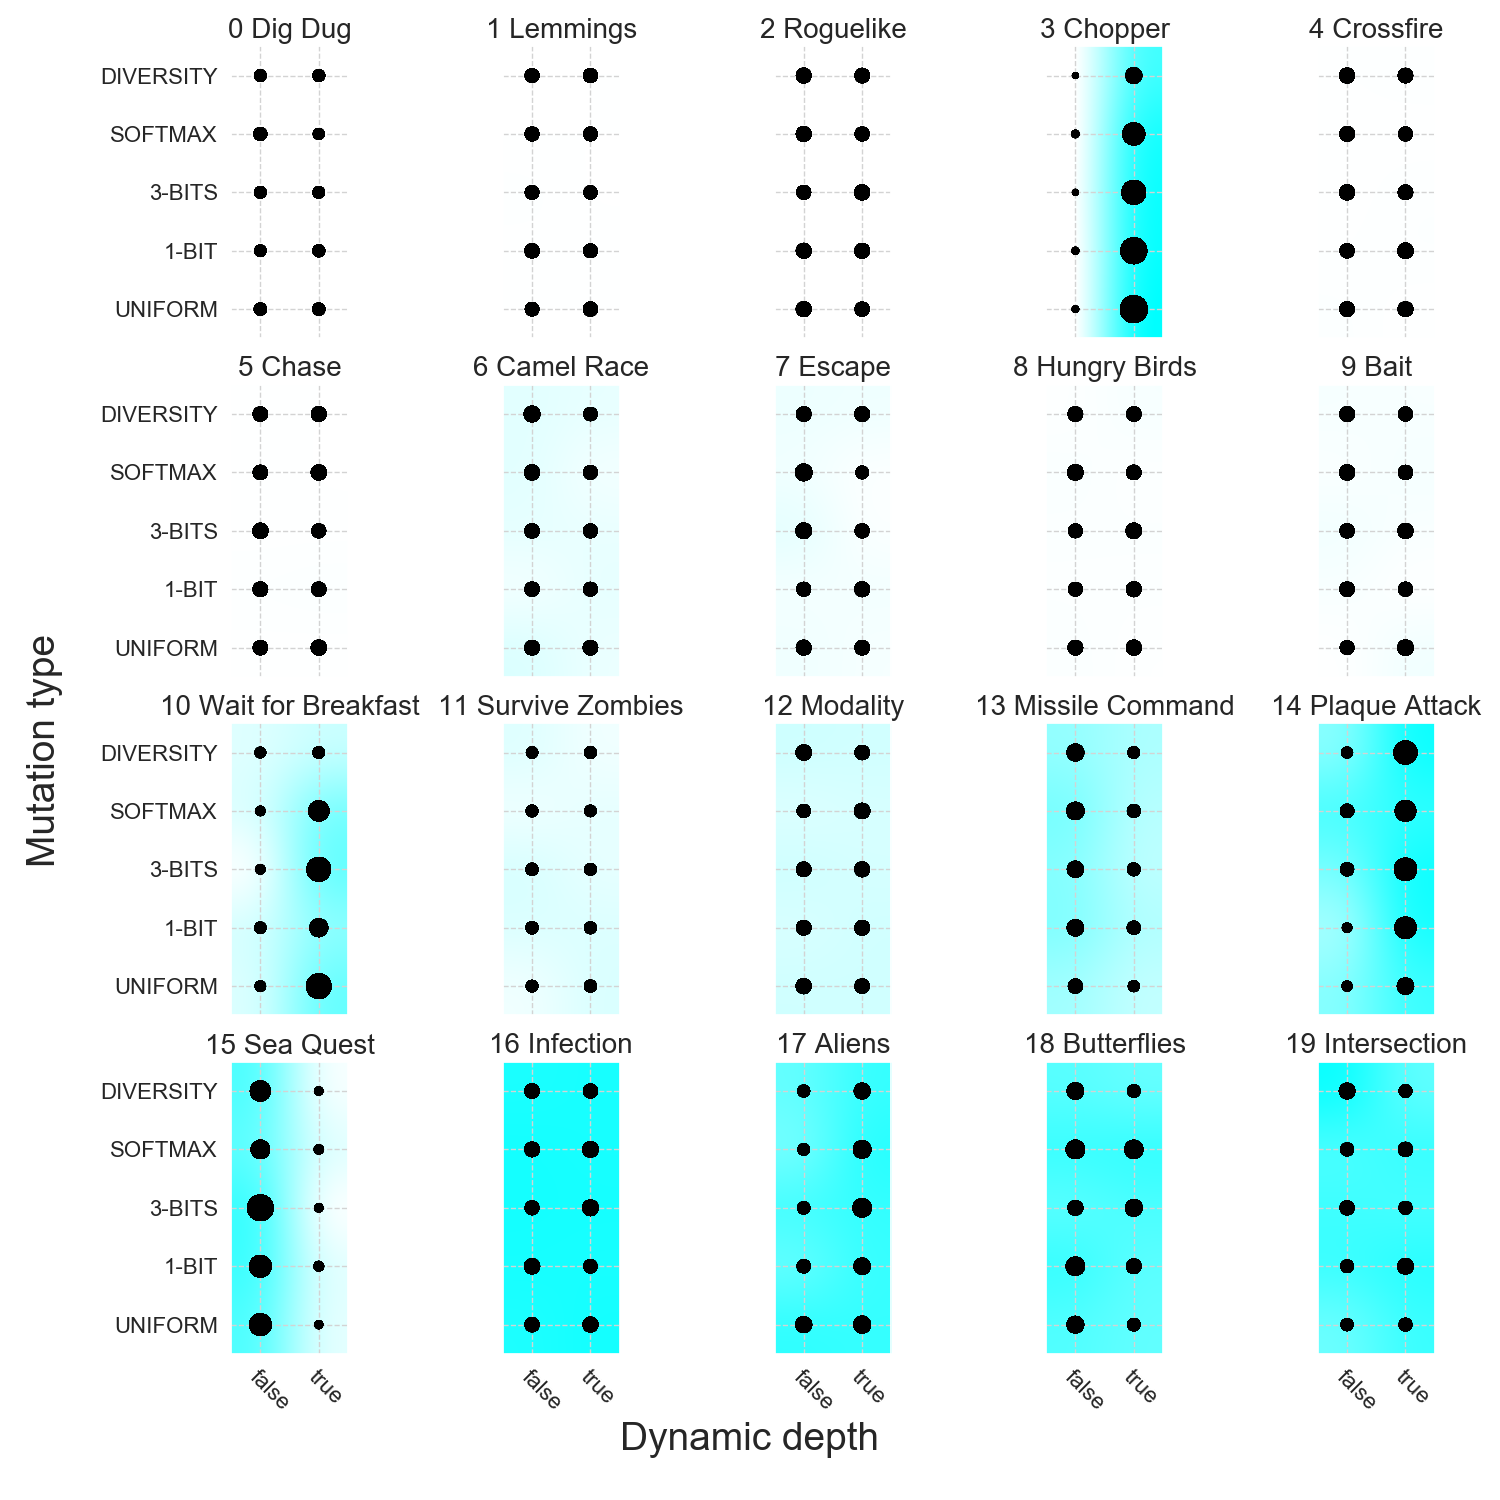 0 Dig Dug
1 Lemmings
2 Roguelike
3 Chopper
4 Crossfire
DIVERSITY
SOFTMAX
3-BITS
1-BIT
UNIFORM
5 Chase
6 Camel Race
7 Escape
8 Hungry Birds
9 Bait
DIVERSITY
SOFTMAX
3-BITS
1-BIT
UNIFORM
Mutation type
10 Wait for Breakfast
11 Survive Zombies
12 Modality
13 Missile Command
14 Plaque Attack
DIVERSITY
SOFTMAX
3-BITS
1-BIT
UNIFORM
15 Sea Quest
16 Infection
17 Aliens
18 Butterflies
19 Intersection
DIVERSITY
SOFTMAX
3-BITS
1-BIT
UNIFORM
false
true
false
true
false
true
false
true
false
true
Dynamic depth